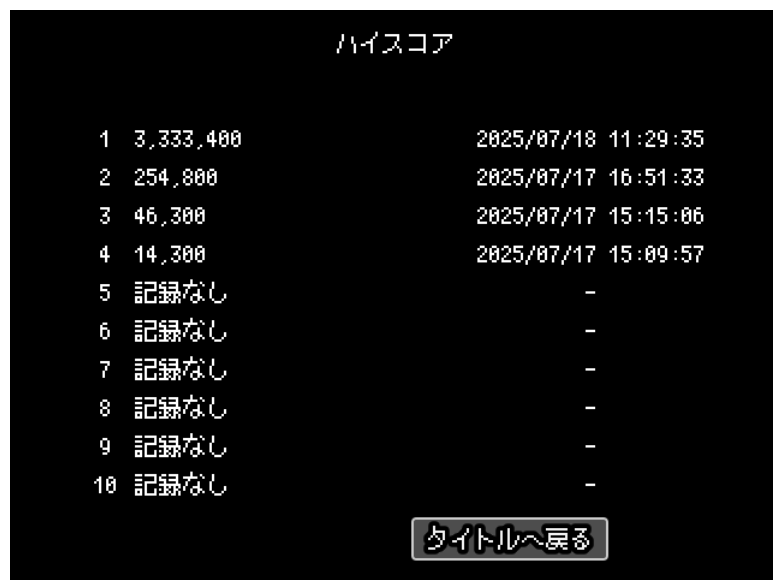 ハイスコア
1 3,333,400 2025/07/18 11:29:35
2 254,800 2025/07/17 16:51:33
3 46,300 2025/07/17 15:15:06
4 14,300 2025/07/17 15:09:57
5 記録なし -
6 記録なし -
7 記録なし -
8 記録なし -
9 記録なし -
10 記録なし -
タイトルへ戻る